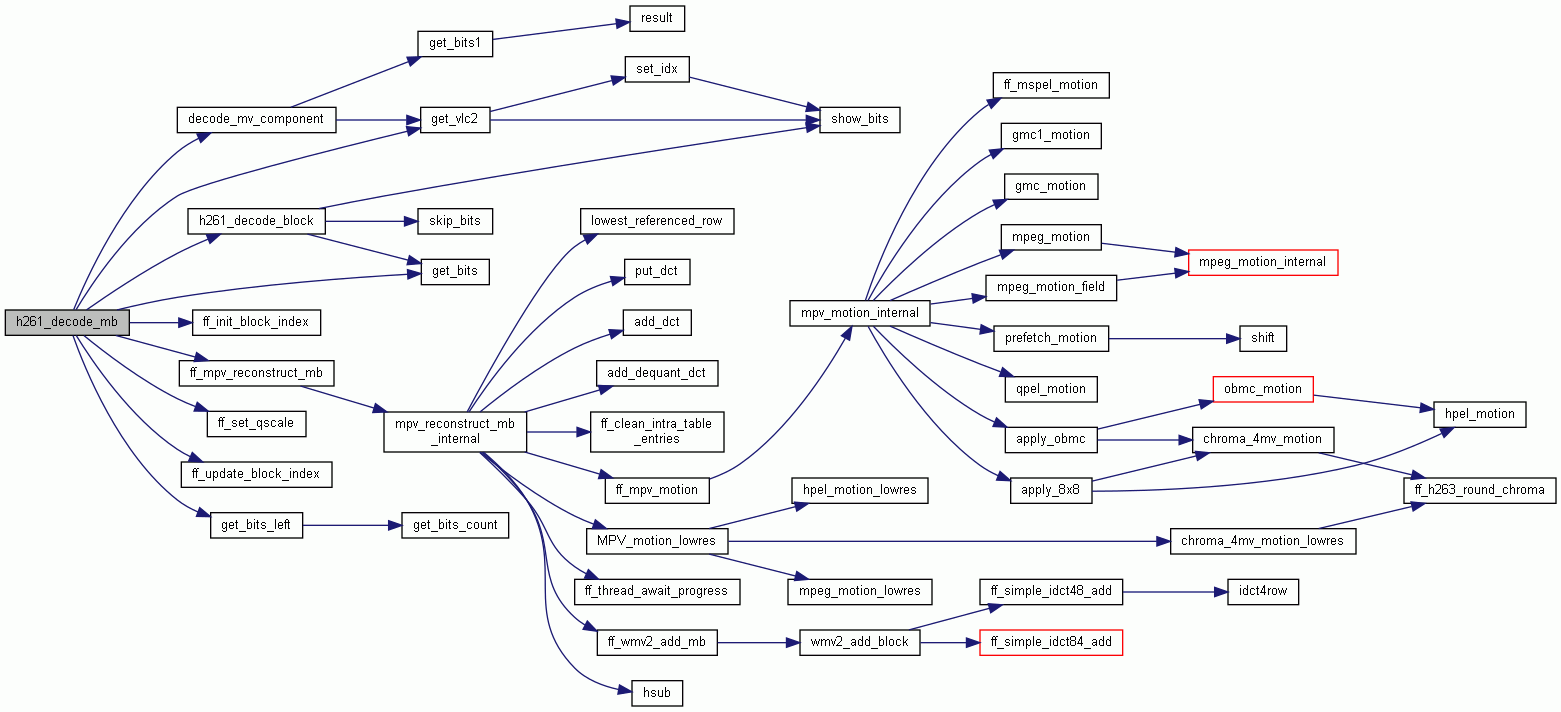 result
get_bits1
set_idx
ff_mspel_motion
decode_mv_component
get_vlc2
show_bits
gmc1_motion
gmc_motion
h261_decode_block
skip_bits
lowest_referenced_row
mpeg_motion
mpeg_motion_internal
get_bits
put_dct
mpeg_motion_field
h261_decode_mb
ff_init_block_index
add_dct
mpv_motion_internal
prefetch_motion
shift
ff_mpv_reconstruct_mb
add_dequant_dct
qpel_motion
obmc_motion
ff_set_qscale
mpv_reconstruct_mb
_internal
ff_clean_intra_table
_entries
apply_obmc
chroma_4mv_motion
hpel_motion
ff_update_block_index
ff_mpv_motion
hpel_motion_lowres
apply_8x8
ff_h263_round_chroma
get_bits_left
get_bits_count
MPV_motion_lowres
chroma_4mv_motion_lowres
ff_thread_await_progress
mpeg_motion_lowres
ff_simple_idct48_add
idct4row
ff_wmv2_add_mb
wmv2_add_block
ff_simple_idct84_add
hsub